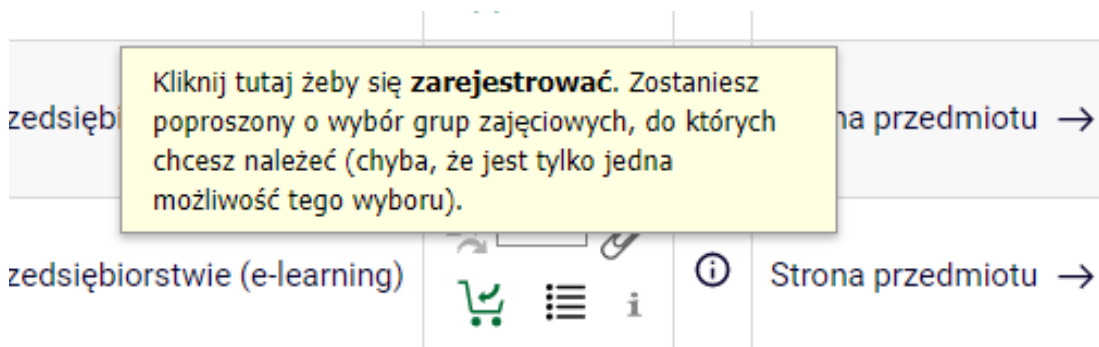 Kliknij tutaj żeby się zarejestrować. Zostaniesz
poproszony o wybór grup zajęciowych, do których
chcesz należeć (chyba, że jest tylko jedna
możliwość tego wyboru).
zedsiębi
na przedmiotu →
zedsiębiorstwie (e-learning)
Strona przedmiotu →